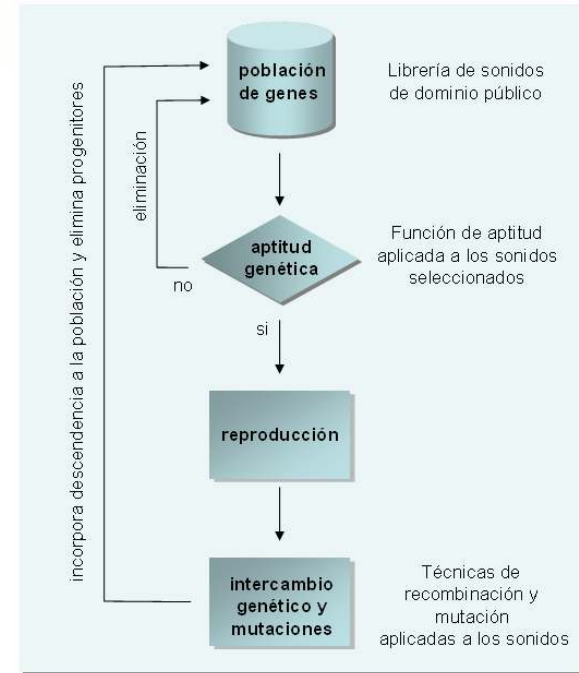 población
de genes
Librería de sonidos
de dominio público
incorpora descendencia a la población y elimina progenitores
eliminación
aptitud
genética
Función de aptitud
aplicada a los sonidos
seleccionados
no
si
reproducción
intercambio
genético y
mutaciones
Técnicas de
recombinación y
mutación
aplicadas a los sonidos